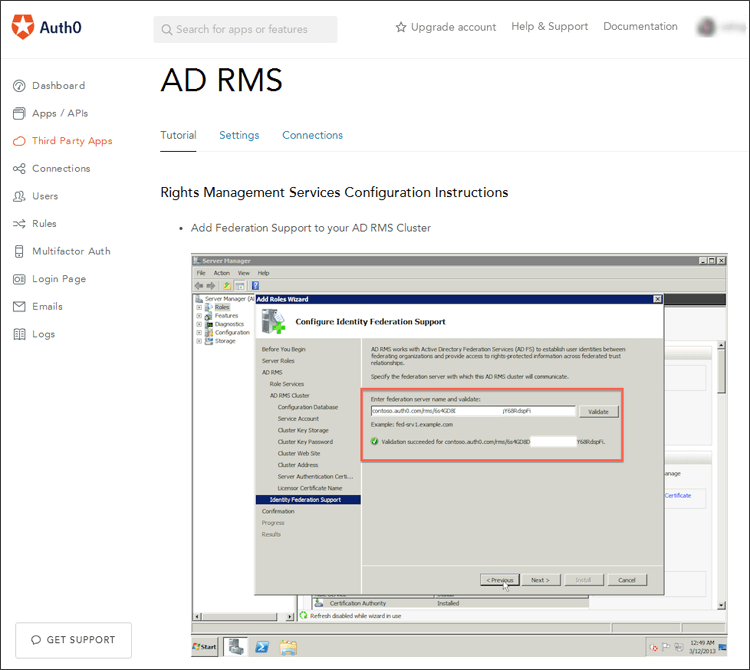 Auth0
Search for apps or features
Upgrade account
Help & Support
Documentation
Dashboard
Apps / APIs
Third Party Apps
Connections
Users
Rules
Multifactor Auth
Login Page
Emails
Logs
GET SUPPORT
AD RMS
Tutorial
Settings
Connections
Rights Management Services Configuration Instructions
Add Federation Support to your AD RMS Cluster
Server Manager
File Action View Help
Server Manager
Roles
Features
Diagnostics
Configuration
Storage
Add Roles Wizard
Configure Identity Federation Support
Before You Begin
Server Roles
AD RMS
Role Services
AD RMS Cluster
Configuration Database
Service Account
Cluster Key Storage
Cluster Key Password
Cluster Web Site
Cluster Address
Server Authentication Certi...
Licensor Certificate Name
Identity Federation Support
Confirmation
Progress
Results
AD RMS works with Active Directory Federation Services (AD FS) to establish user identities between
federating organizations and provide access to rights-protected information across federated trust
relationships.
Specify the federation server with which this AD RMS cluster will communicate.
Enter federation server name and validate:
contoso.auth0.com/rms/6e4GD8D jY68RdspFi
Validate
Example: fed-srv1.example.com
Validation succeeded for contoso.auth0.com/rms/6e4GD8D Y68RdspFi.
< Previous
Next >
Install
Cancel
anage
Certificate
Certification Authority
Installed
Refresh disabled while wizard in use
Start
12:49 AM
3/12/2013